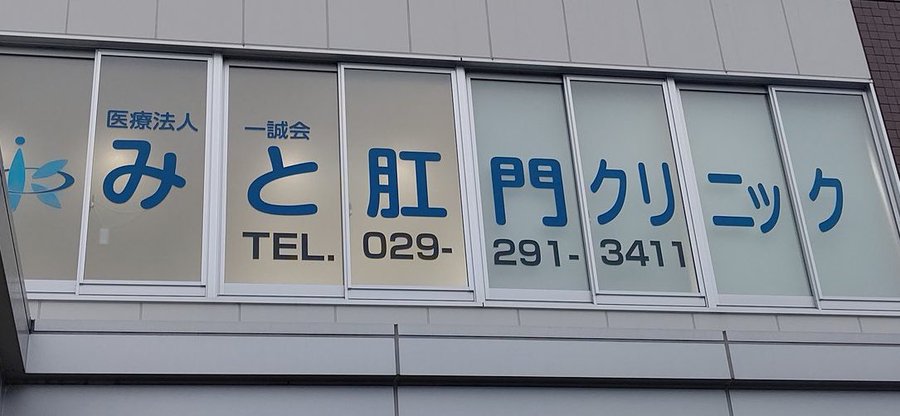 医療法人 一誠会
みと肛門クリニック
TEL. 029-291-3411